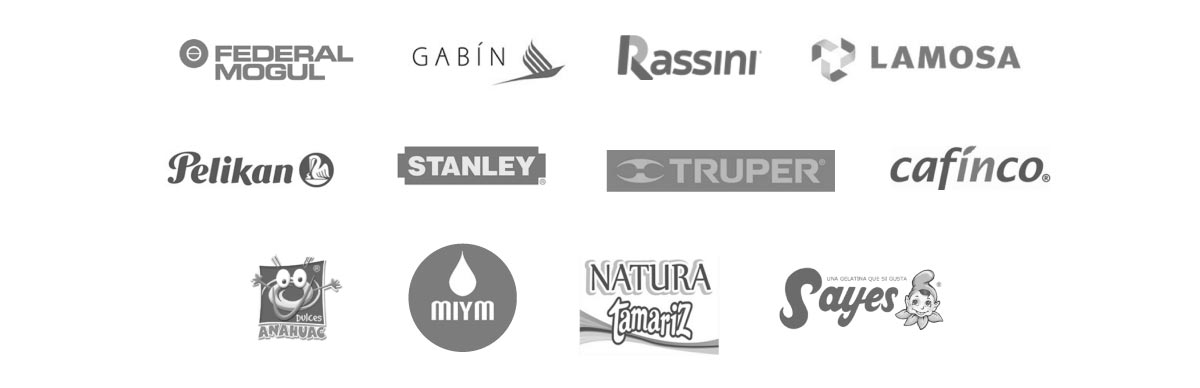 FEDERAL
MOGUL
GABÍN
Rassini
LAMOSA
Pelikan
STANLEY®
TRUPER®
cafinco®
®
DULCES
ANAHUAC
MIYM
NATURA
Tamariz
UNA GELATINA QUE SI GUSTA
Sayes®